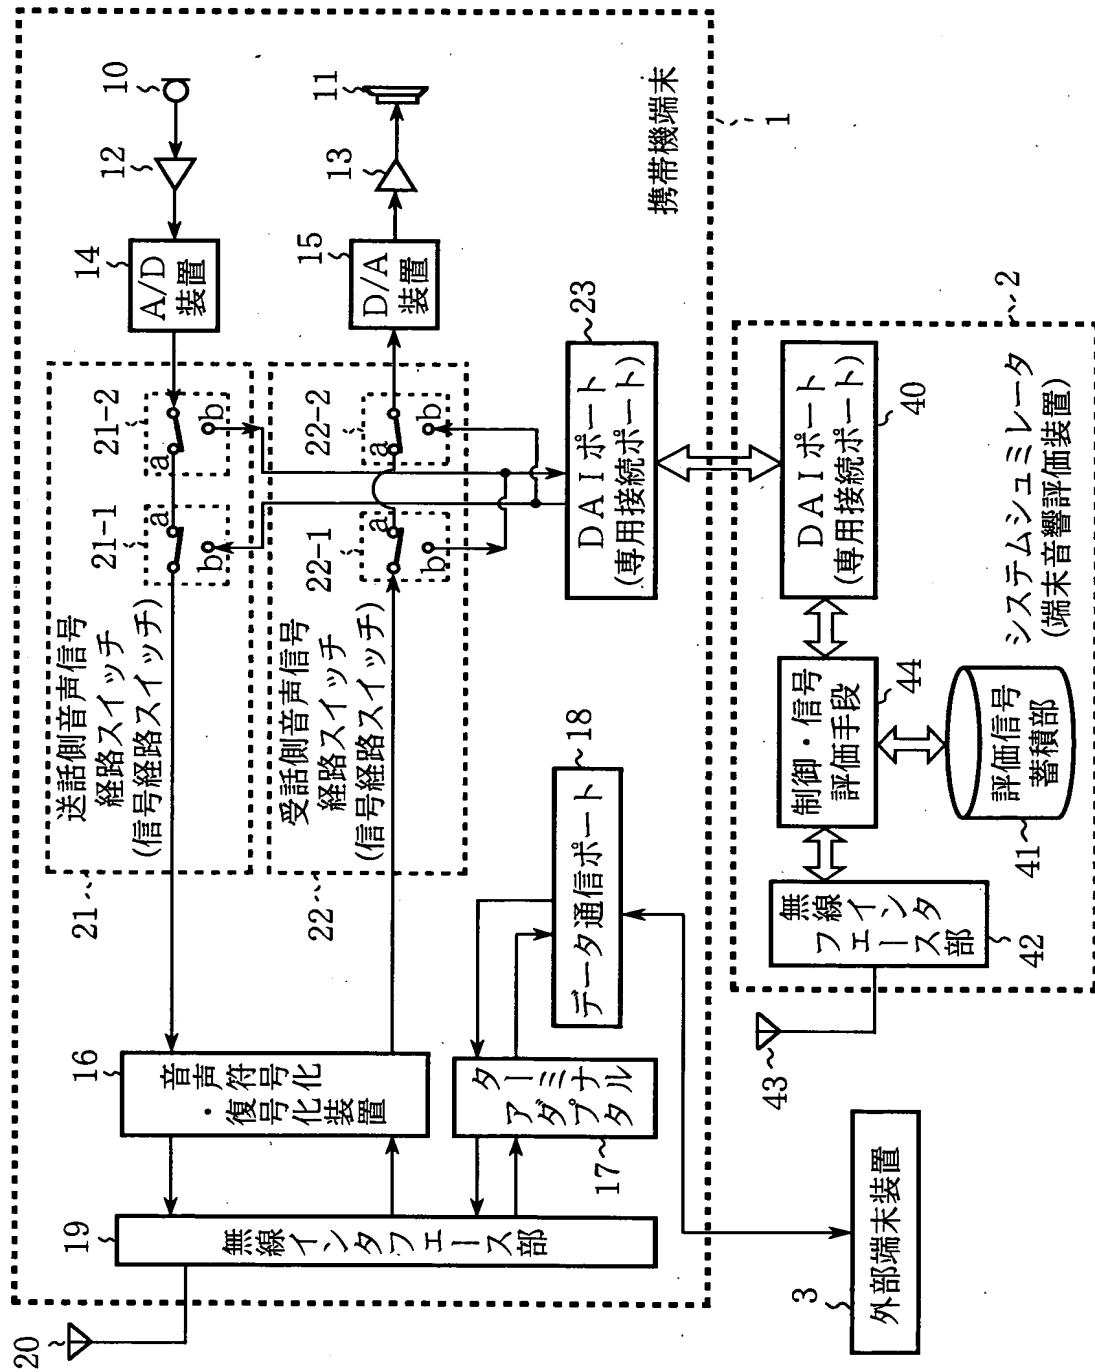 20
19
無線インタフェース部
16
音声符号化
・復号化装置
17
ターミナル
アダプタ
18
データ通信ポート
21
送話側音声信号
経路スイッチ
(信号経路スイッチ)
21-1
a
b
21-2
a
b
22
受話側音声信号
経路スイッチ
(信号経路スイッチ)
22-1
a
b
22-2
a
b
14
A/D
装置
12
10
15
D/A
装置
13
11
23
DAIポート
(専用接続ポート)
携帯機端末
1
3
外部端末装置
43
42
無線
インタ
フェース部
44
制御・信号
評価手段
41
評価信号
蓄積部
40
DAIポート
(専用接続ポート)
システムシュミレータ
(端末音響評価装置)
2